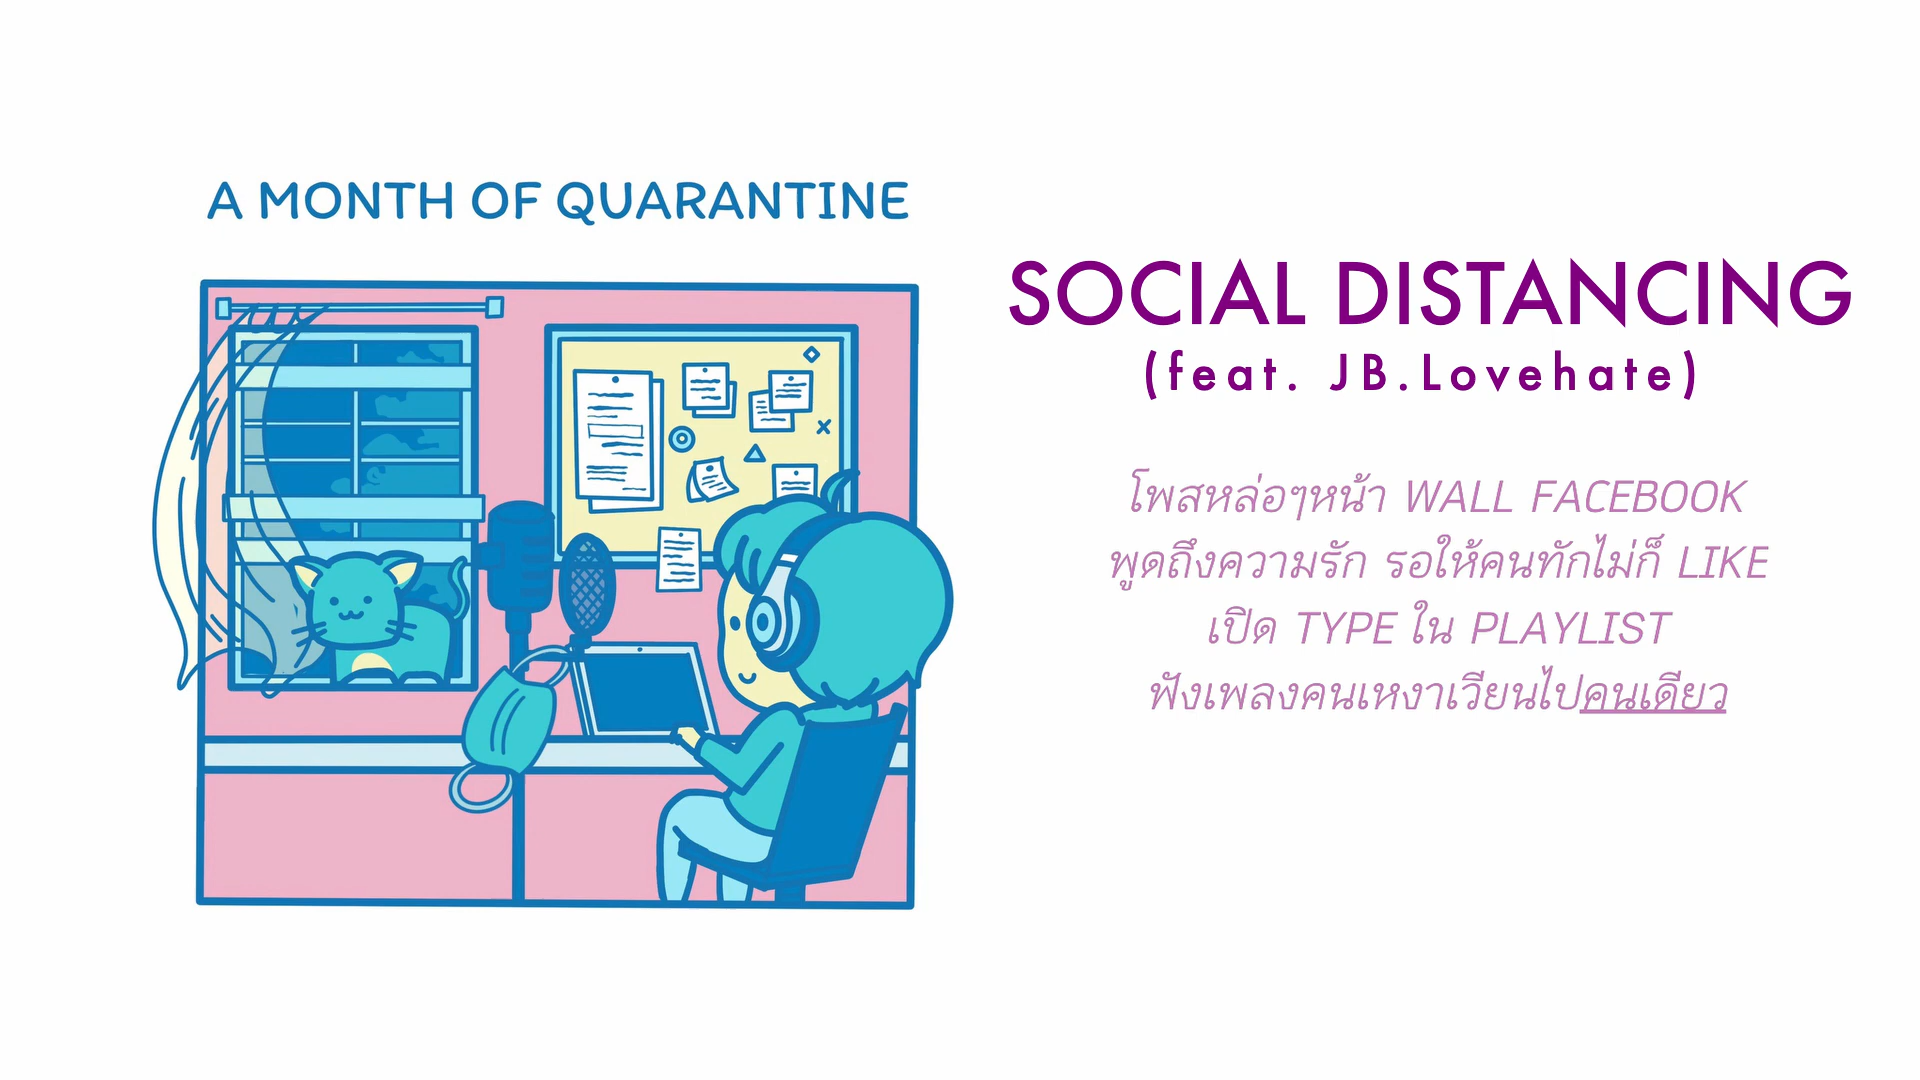 A MONTH OF QUARANTINE
SOCIAL DISTANCING
(feat. JB.Lovehate)
โพสหล่อๆหน้า WALL FACEBOOK
พูดถึงความรัก รอให้คนทักไม่ก็ LIKE
เปิด TYPE ใน PLAYLIST
ฟังเพลงคนเหงาเวียนไปคนเดียว